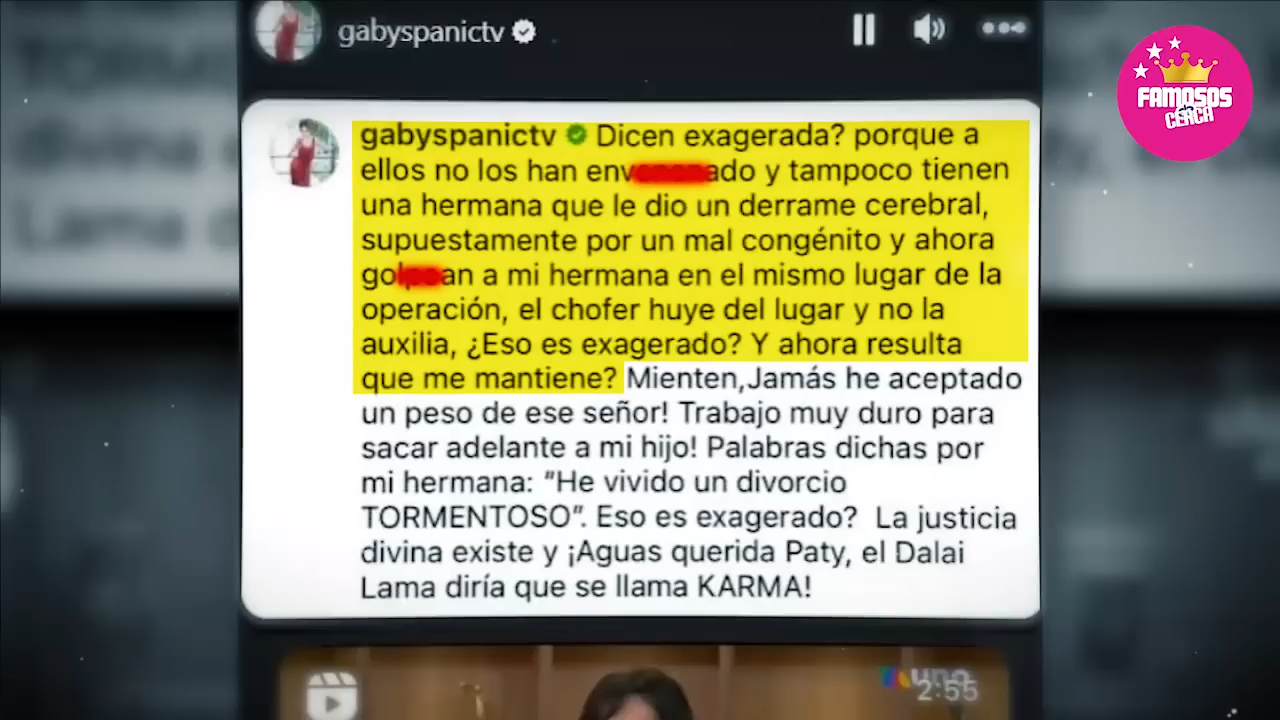 gabyspanictv
FAMOSOS
de
CERCA
gabyspanictv Dicen exagerada? porque a
ellos no los han env ado y tampoco tienen
una hermana que le dio un derrame cerebral,
supuestamente por un mal congénito y ahora
go an a mi hermana en el mismo lugar de la
operación, el chofer huye del lugar y no la
auxilia, ¿Eso es exagerado? Y ahora resulta
que me mantiene? Mienten,Jamás he aceptado
un peso de ese señor! Trabajo muy duro para
sacar adelante a mi hijo! Palabras dichas por
mi hermana: "He vivido un divorcio
TORMENTOSO". Eso es exagerado? La justicia
divina existe y ¡Aguas querida Paty, el Dalai
Lama diría que se llama KARMA!
uno
2:55